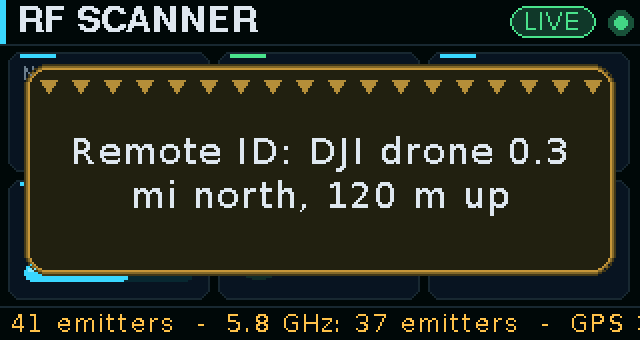 RF SCANNER
LIVE
Remote ID: DJI drone 0.3
mi north, 120 m up
41 emitters - 5.8 GHz: 37 emitters - GPS